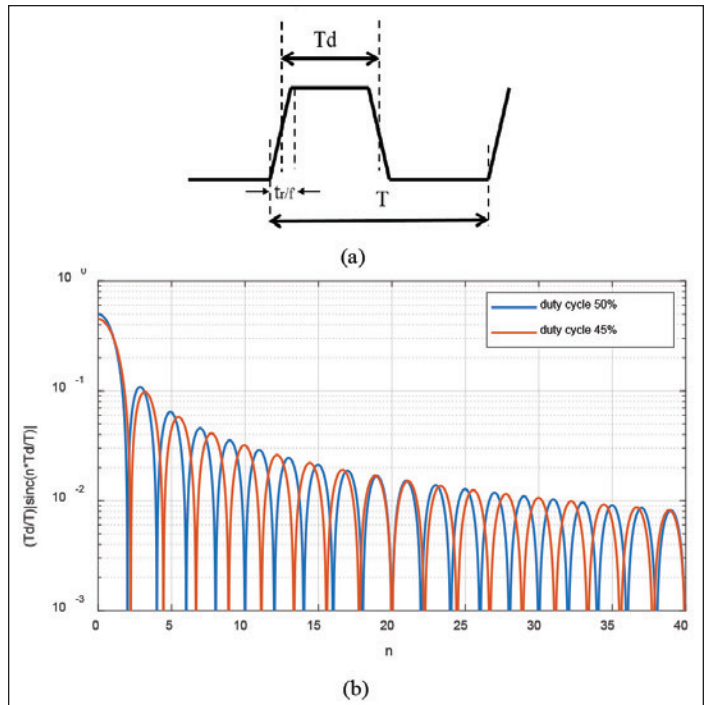 Td
tr/f
T
(a)
10 0
10 -1
10 -2
10 -3
(Td/T)|sinc(n*Td/T)|
duty cycle 50%
duty cycle 45%
0 5 10 15 20 25 30 35 40
n
(b)